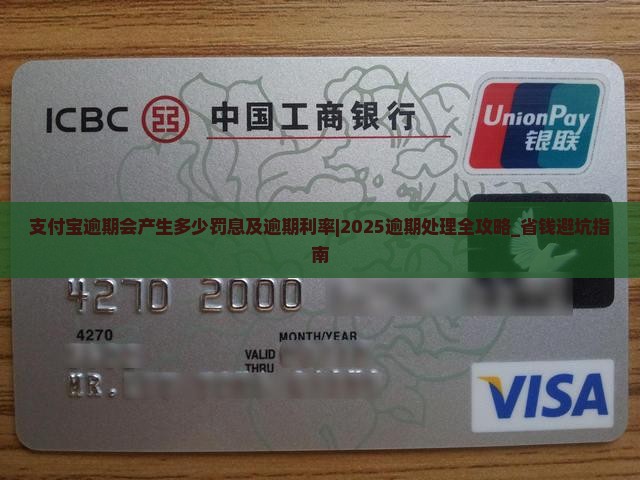 ICBC 中国工商银行
UnionPay
银联
支付宝逾期会产生多少罚息及逾期利率|2025逾期处理全攻略_省钱避坑指
南
4270 2000
4270
MONTH/YEAR
VALID
THRU
MR.
VISA